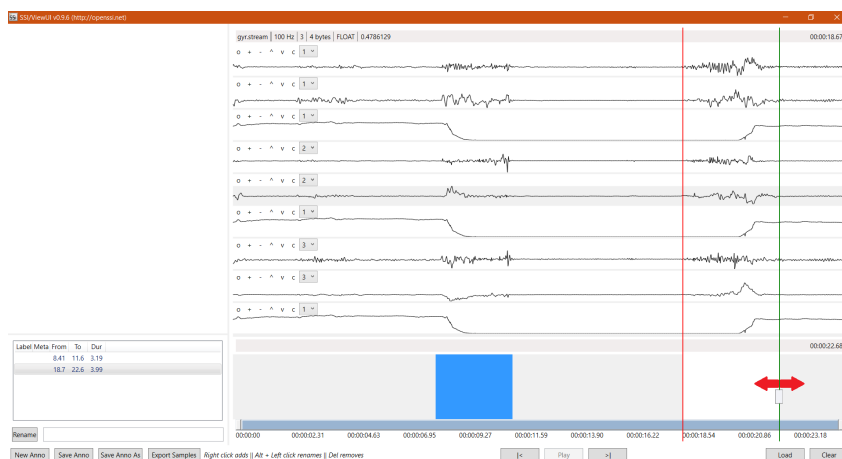 SSI/ViewUI v0.9.6 (http://openssi.net)
gyr.stream | 100 Hz | 3 | 4 bytes | FLOAT | 0.4786129 00:00:18.67
o + - ^ v c 1
o + - ^ v c 1
o + - ^ v c 1
o + - ^ v c 2
o + - ^ v c 2
o + - ^ v c 1
o + - ^ v c 3
o + - ^ v c 3
o + - ^ v c 1
00:00:22.68
Label Meta From To Dur
8.41 11.6 3.19
18.7 22.6 3.99
Rename
00:00:00 00:00:02.31 00:00:04.63 00:00:06.95 00:00:09.27 00:00:11.59 00:00:13.90 00:00:16.22 00:00:18.54 00:00:20.86 00:00:23.18
New Anno Save Anno Save Anno As Export Samples Right click adds || Alt + Left click renames || Del removes |< Play >| Load Clear